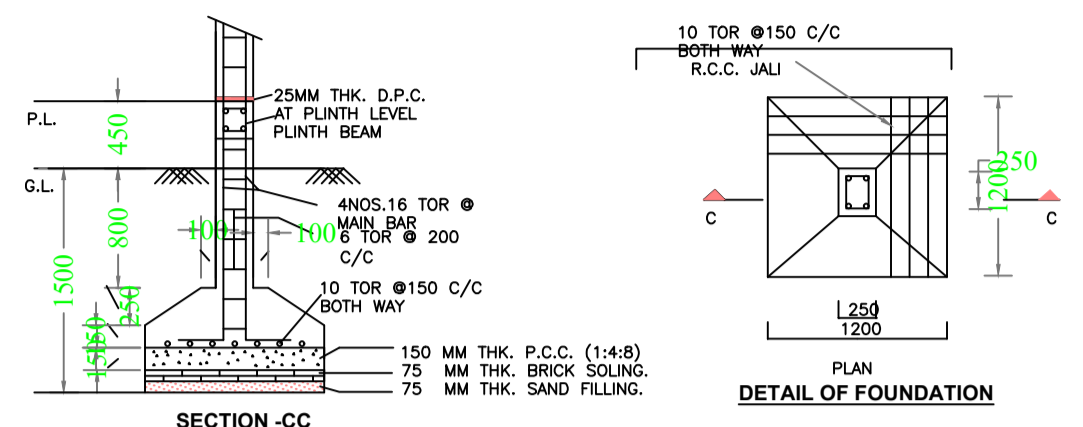 25MM THK. D.P.C.
AT PLINTH LEVEL
PLINTH BEAM
P.L.
450
G.L.
4NOS.16 TOR @
MAIN BAR
6 TOR @ 200
C/C
100
100
800
1500
250
10 TOR @150 C/C
BOTH WAY
150
150
150 MM THK. P.C.C. (1:4:8)
75 MM THK. BRICK SOLING.
75 MM THK. SAND FILLING.
SECTION -CC
10 TOR @150 C/C
BOTH WAY
R.C.C. JALI
250
1200
C
C
250
1200
PLAN
DETAIL OF FOUNDATION